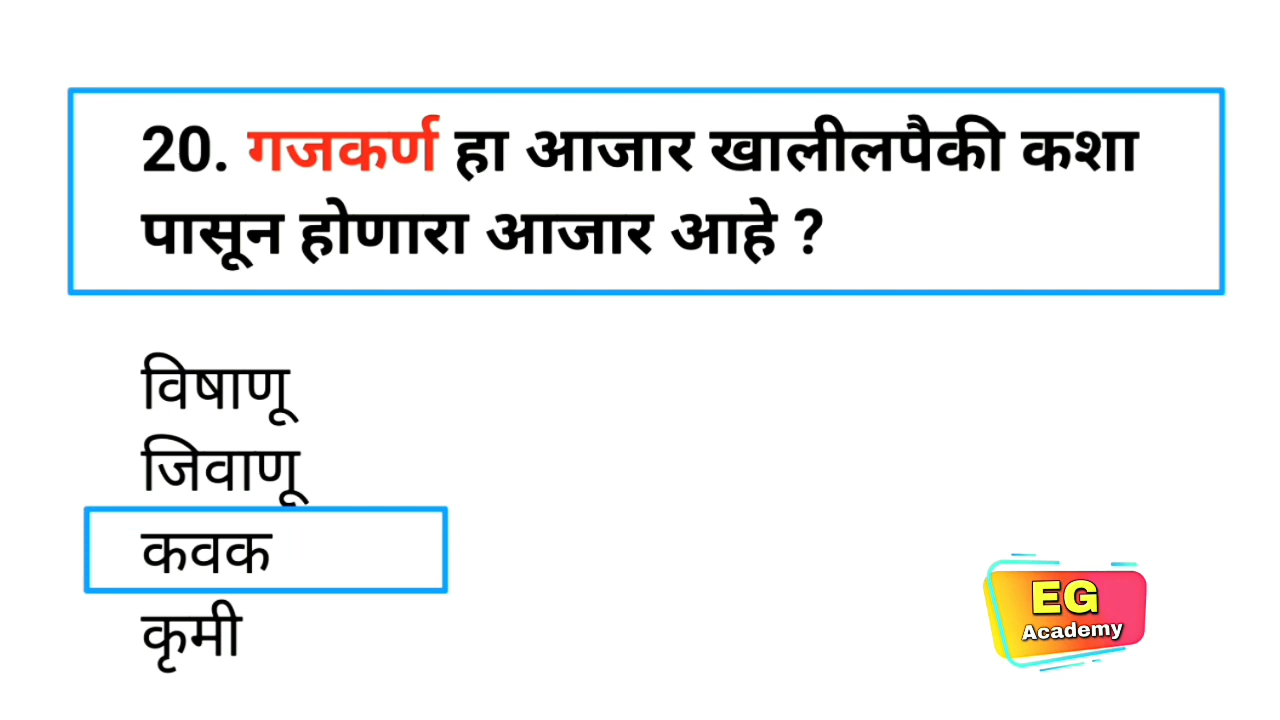 20. गजकर्ण हा आजार खालीलपैकी कशा
पासून होणारा आजार आहे ?
विषाणू
जिवाणू
कवक
कृमी
EG
Academy